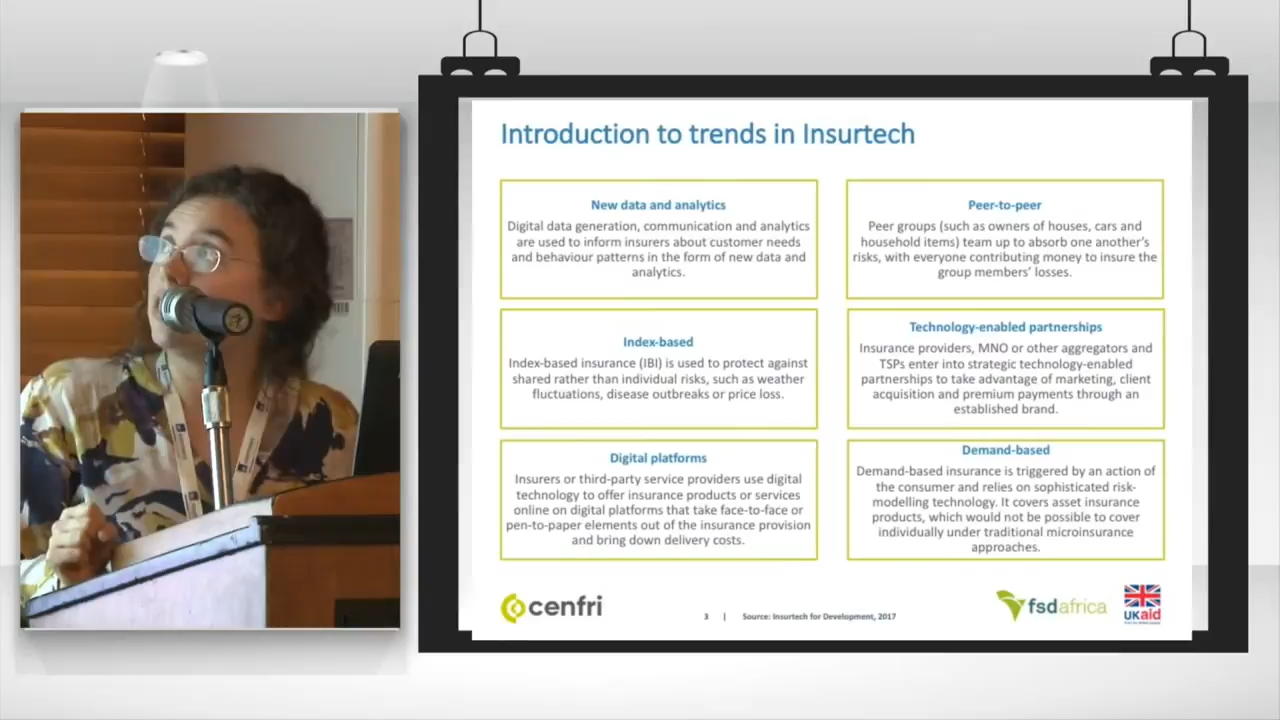 Introduction to trends in Insurtech
New data and analytics
Digital data generation, communication and analytics
are used to inform insurers about customer needs
and behaviour patterns in the form of new data and
analytics.
Peer-to-peer
Peer groups (such as owners of houses, cars and
household items) team up to absorb one another's
risks, with everyone contributing money to insure the
group members' losses.
Index-based
Index-based insurance (IBI) is used to protect against
shared rather than individual risks, such as weather
fluctuations, disease outbreaks or price loss.
Technology-enabled partnerships
Insurance providers, MNO or other aggregators and
TSPs enter into strategic technology-enabled
partnerships to take advantage of marketing, client
acquisition and premium payments through an
established brand.
Digital platforms
Insurers or third-party service providers use digital
technology to offer insurance products or services
online on digital platforms that take face-to-face or
pen-to-paper elements out of the insurance provision
and bring down delivery costs.
Demand-based
Demand-based insurance is triggered by an action of
the consumer and relies on sophisticated risk-
modelling technology. It covers asset insurance
products, which would not be possible to cover
individually under traditional microinsurance
approaches.
cenfri
3 | Source: Insurtech for Development, 2017
fsdafrica
UKaid